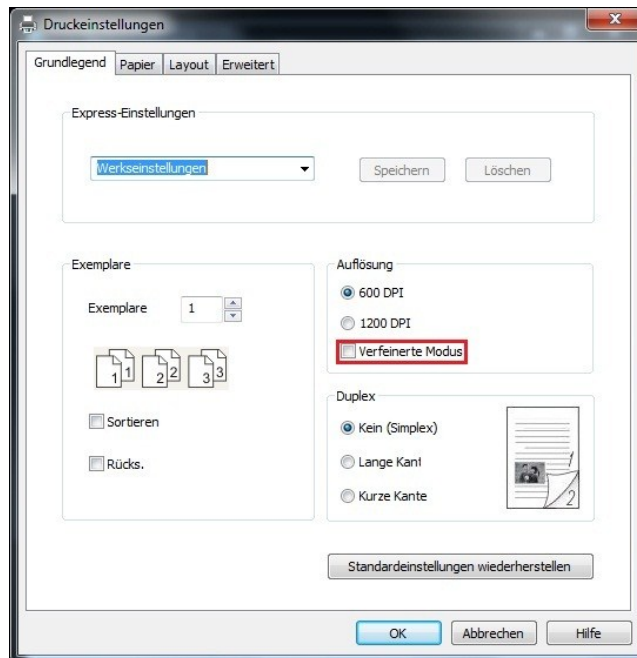 Druckeinstellungen
Grundlegend Papier Layout Erweitert
Express-Einstellungen
Werkseinstellungen Speichern Löschen
Exemplare
Exemplare 1
1 1 2 2 3 3
Sortieren
Rücks.
Auflösung
600 DPI
1200 DPI
Verfeinerte Modus
Duplex
Kein (Simplex)
Lange Kant
Kurze Kante
1
2
Standardeinstellungen wiederherstellen
OK Abbrechen Hilfe